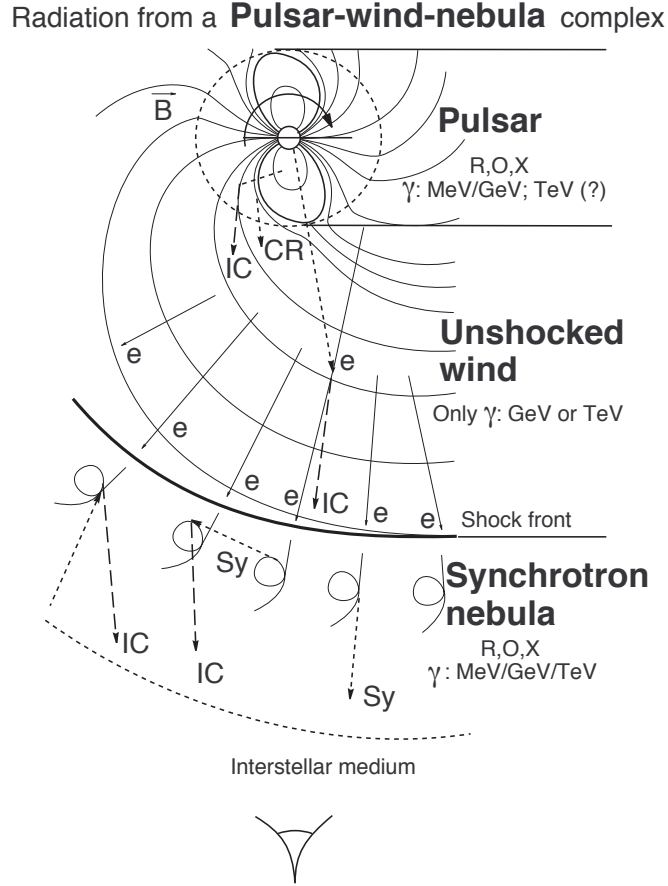 Radiation from a Pulsar-wind-nebula complex
B
Pulsar
R,O,X
γ: MeV/GeV; TeV (?)
CR
IC
Unshocked
wind
e
e
Only γ: GeV or TeV
e
e
e
IC
e
e
Shock front
Sy
Synchrotron
nebula
R,O,X
γ: MeV/GeV/TeV
IC
IC
Sy
Interstellar medium